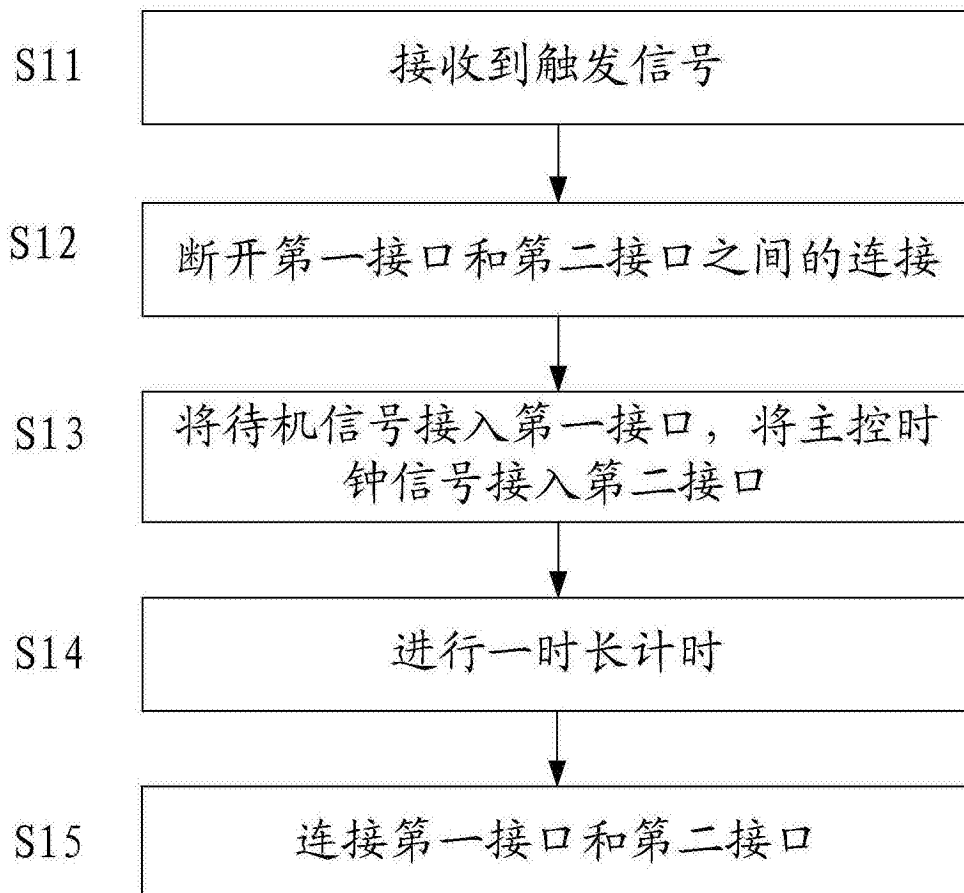 S11
接收到触发信号
S12
断开第一接口和第二接口之间的连接
S13
将待机信号接入第一接口，将主控时
钟信号接入第二接口
S14
进行一时长计时
S15
连接第一接口和第二接口